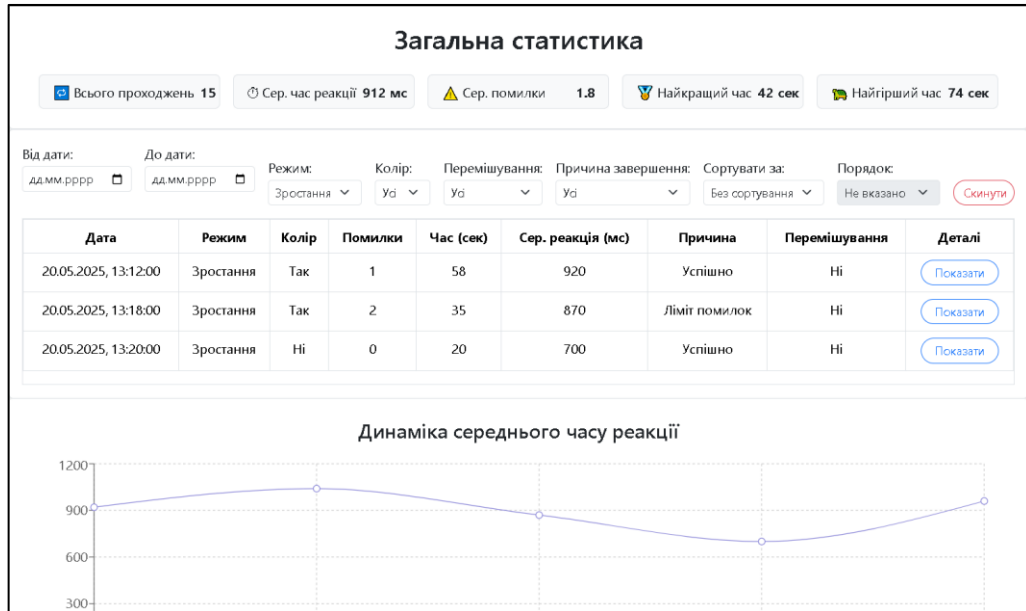 Загальна статистика
Всього проходжень 15 Сер. час реакції 912 мс Сер. помилки 1.8 Найкращий час 42 сек Найгірший час 74 сек
Від дати: До дати: Режим: Колір: Перемішування: Причина завершення: Сортувати за: Порядок:
дд.мм.рррр дд.мм.рррр Зростання Усі Усі Усі Без сортування Не вказано Скинути
Дата Режим Колір Помилки Час (сек) Сер. реакція (мс) Причина Перемішування Деталі
20.05.2025, 13:12:00 Зростання Так 1 58 920 Успішно Ні Показати
20.05.2025, 13:18:00 Зростання Так 2 35 870 Ліміт помилок Ні Показати
20.05.2025, 13:20:00 Зростання Ні 0 20 700 Успішно Ні Показати
Динаміка середнього часу реакції
1200
900
600
300